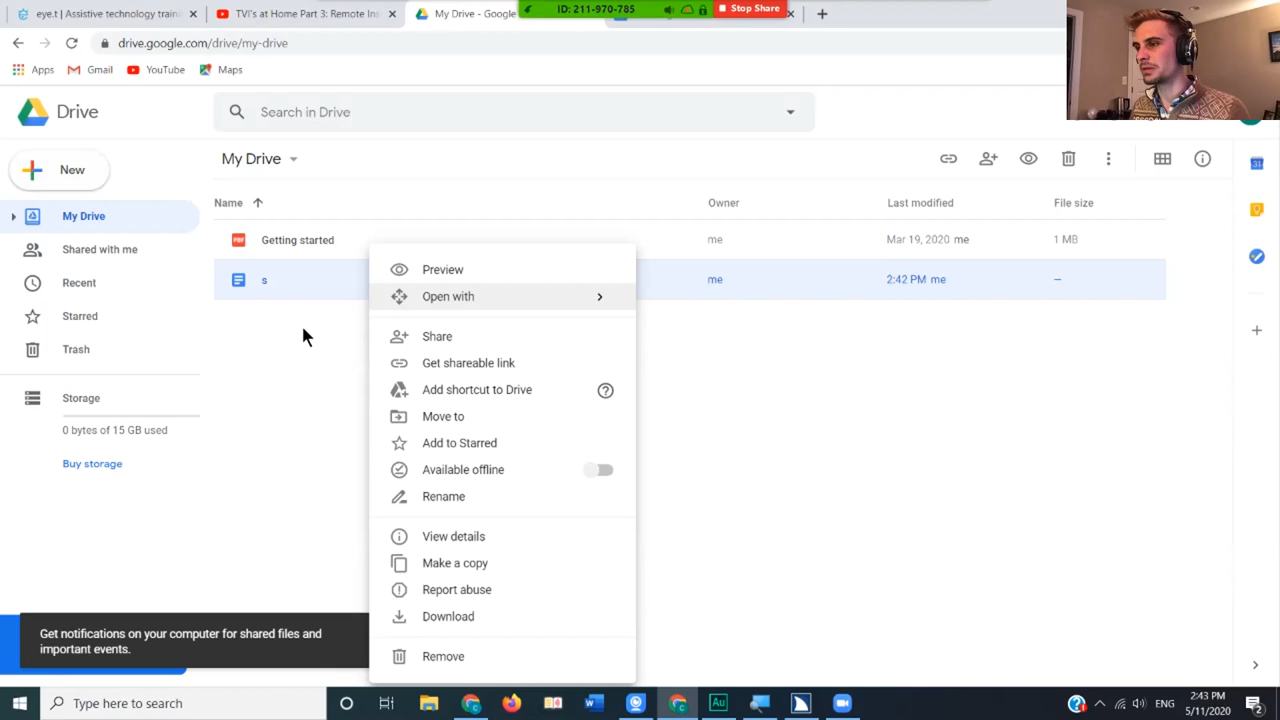 eye.t | Assistive technology traini
TVI's at Home Part 3: Remote Ins
My Drive - Google
ID: 211-970-785
Stop Share
drive.google.com/drive/my-drive
Apps
Gmail
YouTube
Maps
Drive
Search in Drive
New
My Drive
Name
Owner
Last modified
File size
My Drive
Getting started
me
Mar 19, 2020 me
1 MB
s
me
2:42 PM me
–
Shared with me
Recent
Starred
Trash
Storage
0 bytes of 15 GB used
Buy storage
Preview
Open with
Share
Get shareable link
Add shortcut to Drive
Move to
Add to Starred
Available offline
Rename
View details
Make a copy
Report abuse
Download
Remove
Get notifications on your computer for shared files and
important events.
Type here to search
ENG
2:43 PM
5/11/2020
2